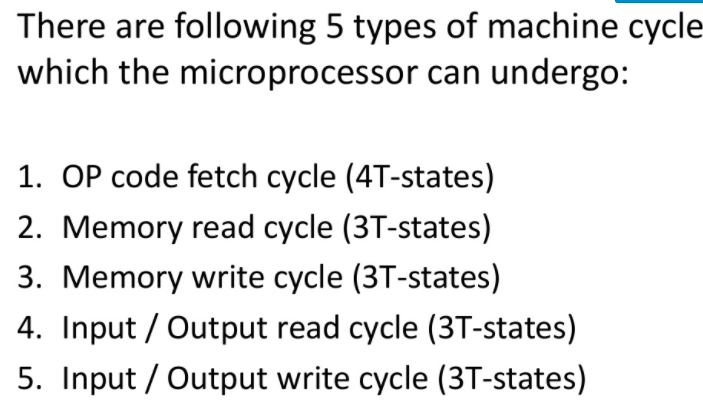 There are following 5 types of machine cycle
which the microprocessor can undergo:
1. OP code fetch cycle (4T-states)
2. Memory read cycle (3T-states)
3. Memory write cycle (3T-states)
4. Input / Output read cycle (3T-states)
5. Input / Output write cycle (3T-states)